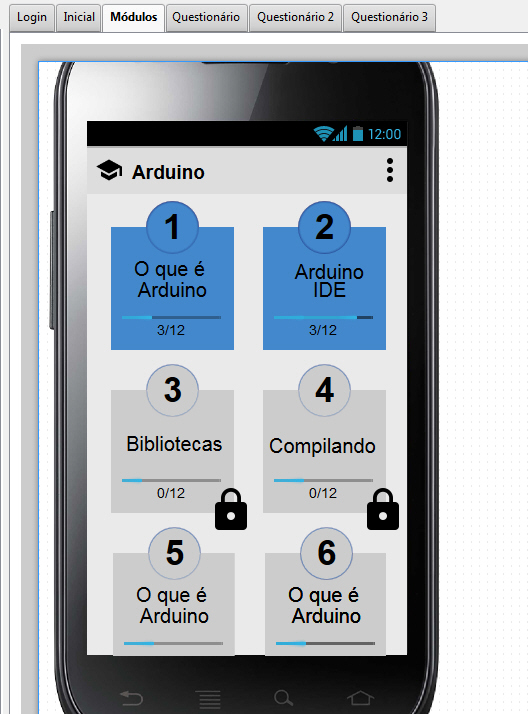 Login Inicial Módulos Questionário Questionário 2 Questionário 3
12:00
Arduino
1 2
O que é Arduino
Arduino IDE
3/12 3/12
3 4
Bibliotecas Compilando
0/12 0/12
5 6
O que é O que é
Arduino Arduino